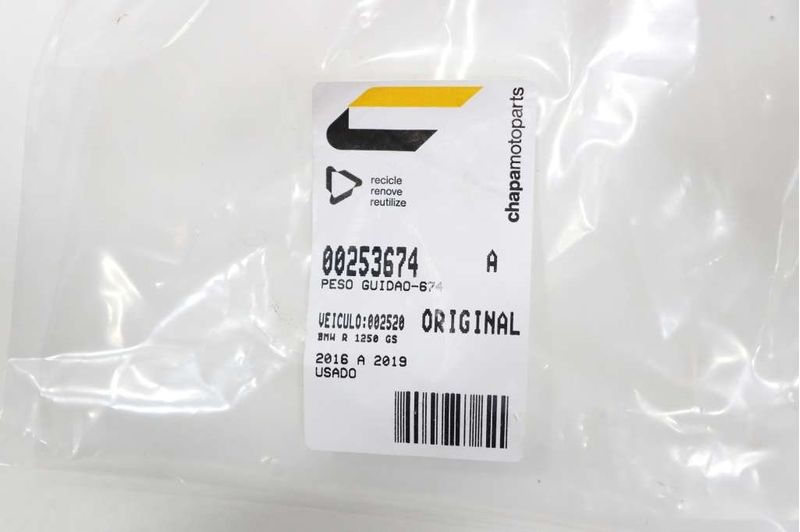 chapamotoparts
recicle
renove
reutilize
00253674 A
PESO GUIDAO-674
VEICULO:002520 ORIGINAL
BMW R 1250 GS
2016 A 2019
USADO